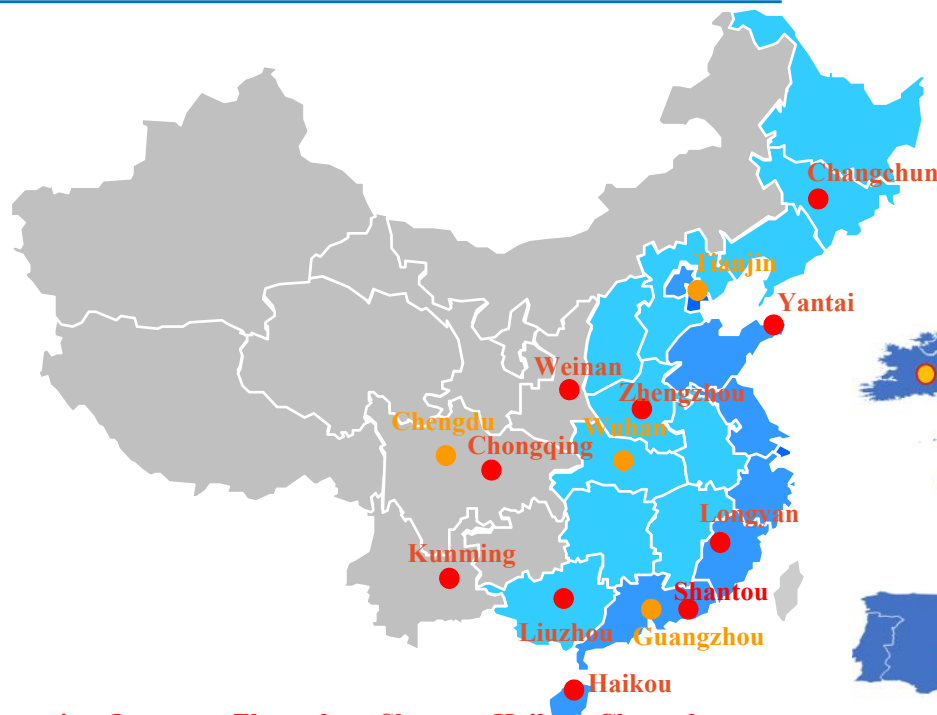 Changchun
Tianjin
Yantai
Weinan
Zhengzhou
Chengdu
Wuhan
Chongqing
Longyan
Kunming
Shantou
Liuzhou
Guangzhou
Haikou